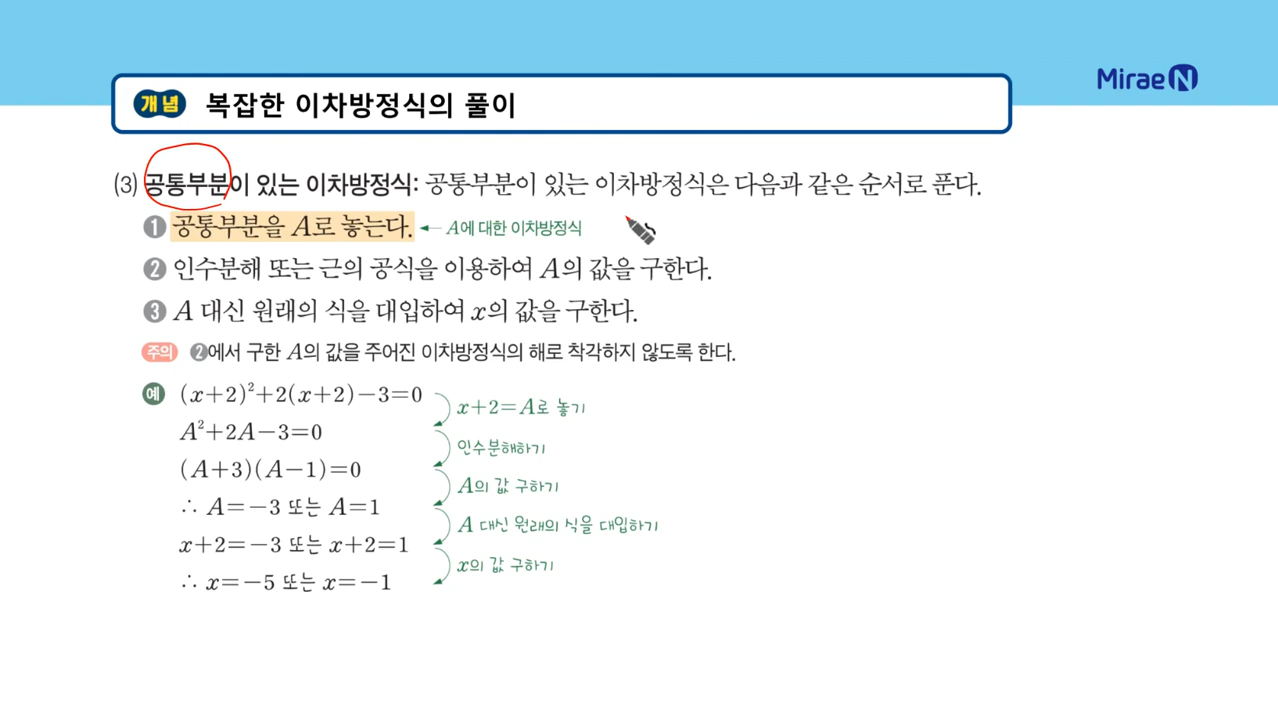 Mirae N
개념 복잡한 이차방정식의 풀이
(3) 공통부분이 있는 이차방정식: 공통부분이 있는 이차방정식은 다음과 같은 순서로 푼다.
❶ 공통부분을 A로 놓는다. ← A에 대한 이차방정식
❷ 인수분해 또는 근의 공식을 이용하여 A의 값을 구한다.
❸ A 대신 원래의 식을 대입하여 x의 값을 구한다.
주의 ❷에서 구한 A의 값을 주어진 이차방정식의 해로 착각하지 않도록 한다.
예 (x+2)²+2(x+2)−3=0
x+2=A로 놓기
A²+2A−3=0
인수분해하기
(A+3)(A−1)=0
A의 값 구하기
∴ A=−3 또는 A=1
A 대신 원래의 식을 대입하기
x+2=−3 또는 x+2=1
x의 값 구하기
∴ x=−5 또는 x=−1